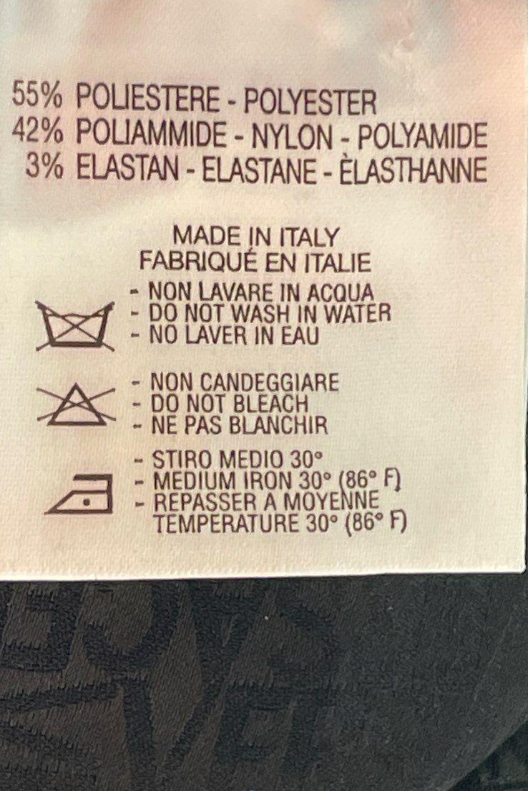 55% POLIESTERE - POLYESTER
42% POLIAMMIDE - NYLON - POLYAMIDE
3% ELASTAN - ELASTANE - ÈLASTHANNE
MADE IN ITALY
FABRIQUÉ EN ITALIE
- NON LAVARE IN ACQUA
- DO NOT WASH IN WATER
- NO LAVER IN EAU
- NON CANDEGGIARE
- DO NOT BLEACH
- NE PAS BLANCHIR
- STIRO MEDIO 30°
- MEDIUM IRON 30° (86° F)
- REPASSER A MOYENNE
TEMPERATURE 30° (86° F)